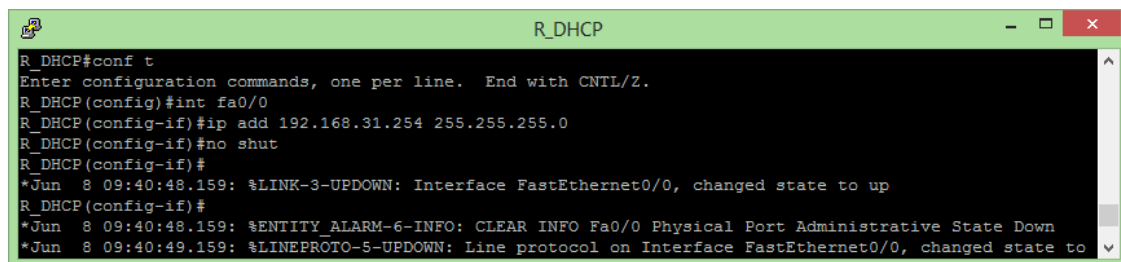 R_DHCP
R_DHCP#conf t
Enter configuration commands, one per line.  End with CNTL/Z.
R_DHCP(config)#int fa0/0
R_DHCP(config-if)#ip add 192.168.31.254 255.255.255.0
R_DHCP(config-if)#no shut
R_DHCP(config-if)#
*Jun  8 09:40:48.159: %LINK-3-UPDOWN: Interface FastEthernet0/0, changed state to up
R_DHCP(config-if)#
*Jun  8 09:40:48.159: %ENTITY_ALARM-6-INFO: CLEAR INFO Fa0/0 Physical Port Administrative State Down
*Jun  8 09:40:49.159: %LINEPROTO-5-UPDOWN: Line protocol on Interface FastEthernet0/0, changed state to